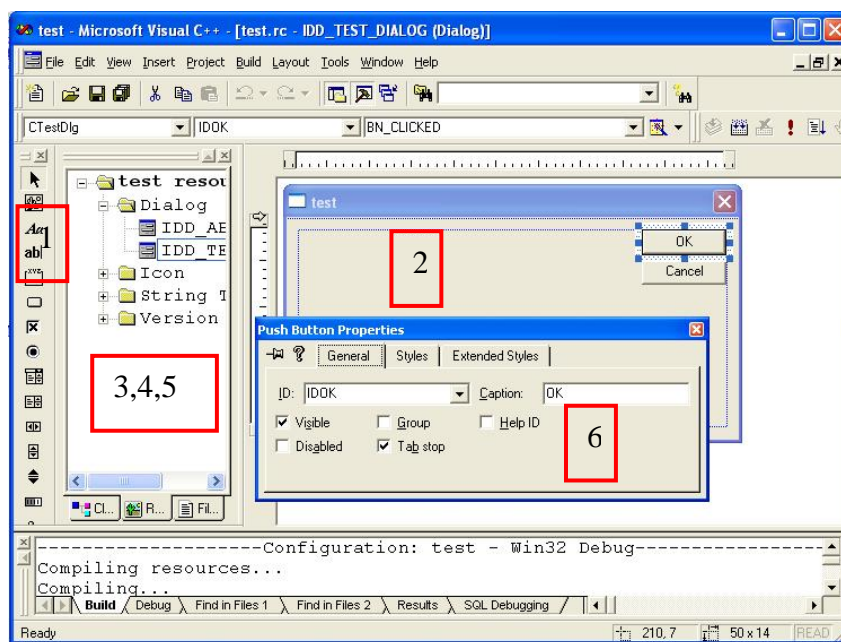 test - Microsoft Visual C++ - [test.rc - IDD_TEST_DIALOG (Dialog)]
File Edit View Insert Project Build Layout Tools Window Help
CTestDlg IDOK BN_CLICKED
test resou
Dialog
IDD_AB
IDD_TE
Icon
String T
Version
Aa
ab|
1
3,4,5
Cl... R... Fil...
test
2
OK
Cancel
Push Button Properties
General Styles Extended Styles
ID: IDOK Caption: OK
Visible Group Help ID
Disabled Tab stop
6
--------------------Configuration: test - Win32 Debug--------------------
Compiling resources...
Compiling...
Build Debug Find in Files 1 Find in Files 2 Results SQL Debugging
Ready 210, 7 50 x 14 READ